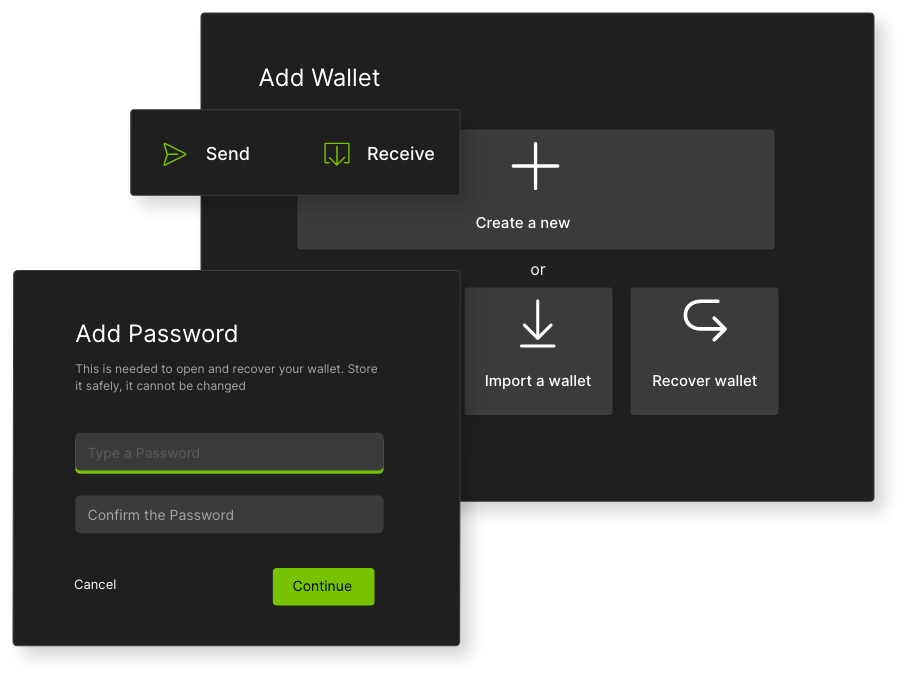 Add Wallet
Send
Receive
Create a new
or
Import a wallet
Recover wallet
Add Password
This is needed to open and recover your wallet. Store
it safely, it cannot be changed
Type a Password
Confirm the Password
Cancel
Continue